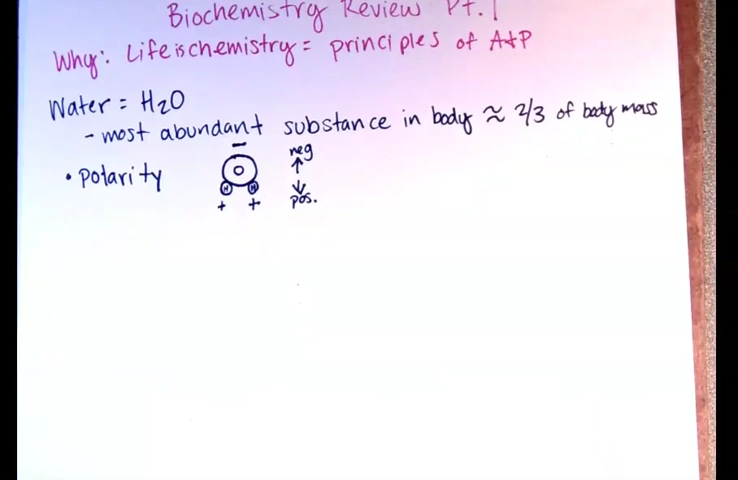 Biochemistry Review Pt. 1
Why: Life is chemistry = principles of A+P
Water = H2O
- most abundant substance in body ≈ 2/3 of body mass
• Polarity
− neg
O ↑
H H ↓
+ + pos.